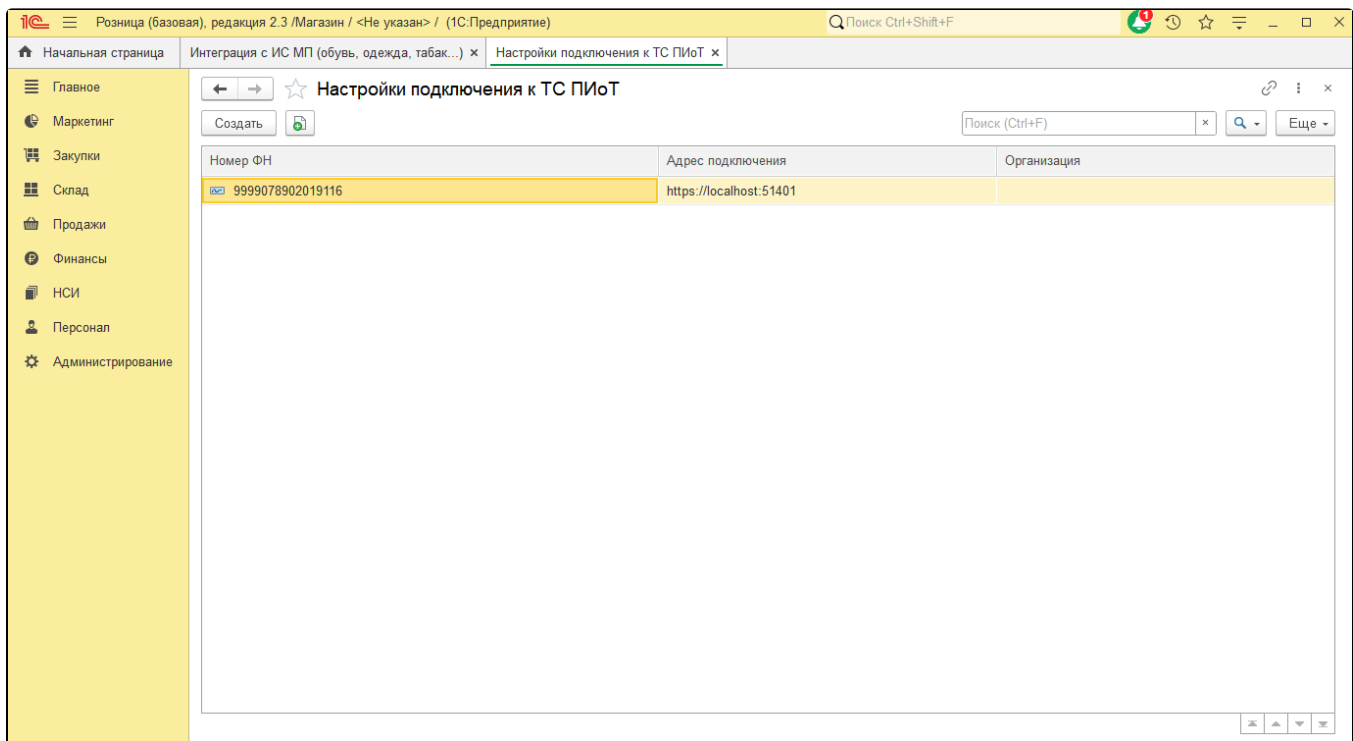 1С Розница (базовая), редакция 2.3 /Магазин / <Не указан> / (1С:Предприятие) Поиск Ctrl+Shift+F 1
Начальная страница Интеграция с ИС МП (обувь, одежда, табак...) × Настройки подключения к ТС ПИоТ ×
Главное
Маркетинг
Закупки
Склад
Продажи
Финансы
НСИ
Персонал
Администрирование
Настройки подключения к ТС ПИоТ
Создать Поиск (Ctrl+F) × Еще
Номер ФН Адрес подключения Организация
9999078902019116 https://localhost:51401